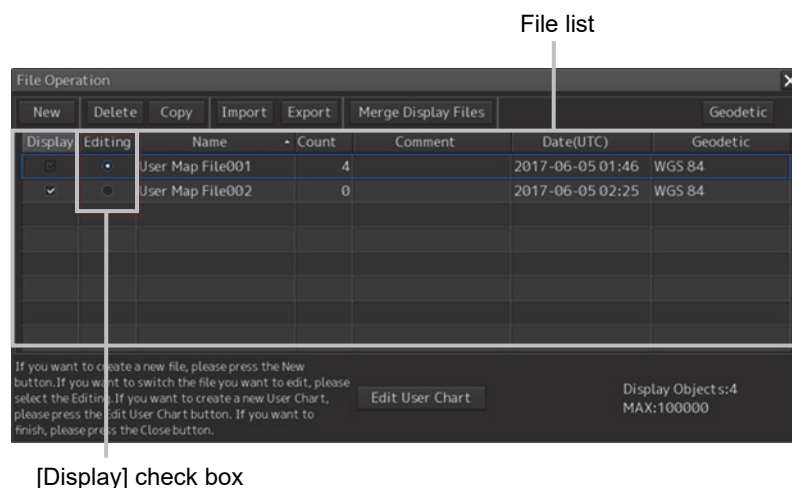 File list
File Operation
New Delete Copy Import Export Merge Display Files Geodetic
Display Editing Name Count Comment Date(UTC) Geodetic
User Map File001 4 2017-06-05 01:46 WGS 84
User Map File002 0 2017-06-05 02:25 WGS 84
If you want to create a new file, please press the New
button.If you want to switch the file you want to edit, please
select the Editing.If you want to create a new User Chart,
please press the Edit User Chart button. If you want to
finish, please press the Close button.
Edit User Chart
Display Objects:4
MAX:100000
[Display] check box